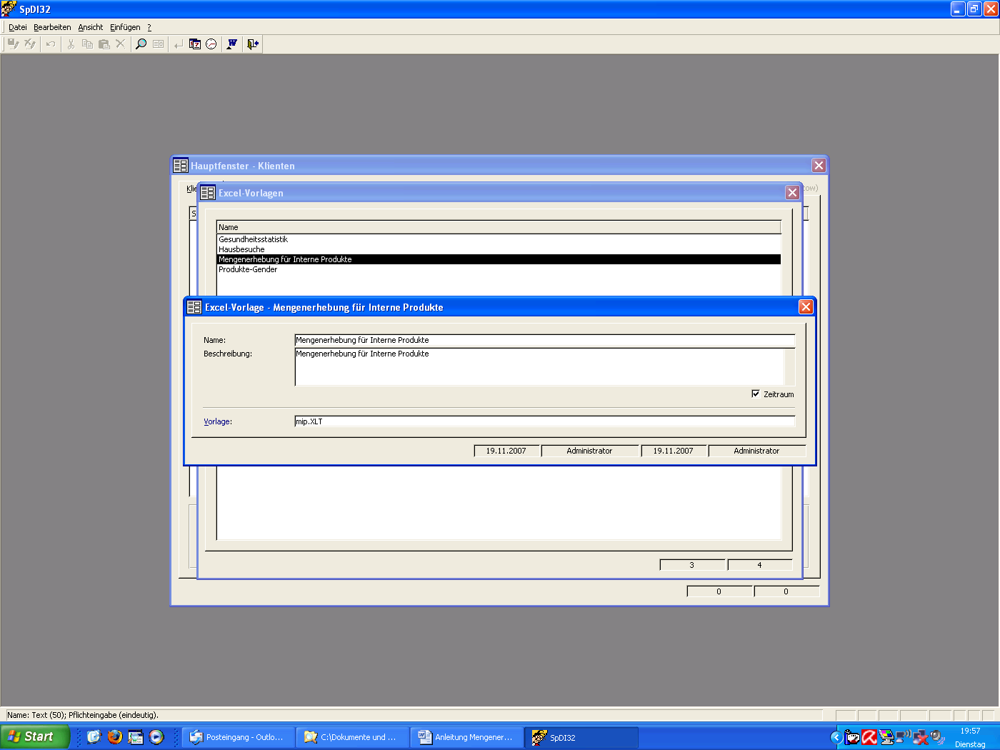 SpDI32
Datei Bearbeiten Ansicht Einfügen ?
Hauptfenster - Klienten
Klie
Excel-Vorlagen
S
Name
Gesundheitsstatistik
Hausbesuche
Mengenerhebung für Interne Produkte
Produkte-Gender
Excel-Vorlage - Mengenerhebung für Interne Produkte
Name: Mengenerhebung für Interne Produkte
Beschreibung: Mengenerhebung für Interne Produkte
Zeitraum
Vorlage: mip.XLT
19.11.2007 Administrator 19.11.2007 Administrator
3 4
0 0
Name: Text (50); Pflichteingabe (eindeutig).
Start Posteingang - Outlo... C:\Dokumente und ... Anleitung Mengener... SpDI32 19:57
Dienstag